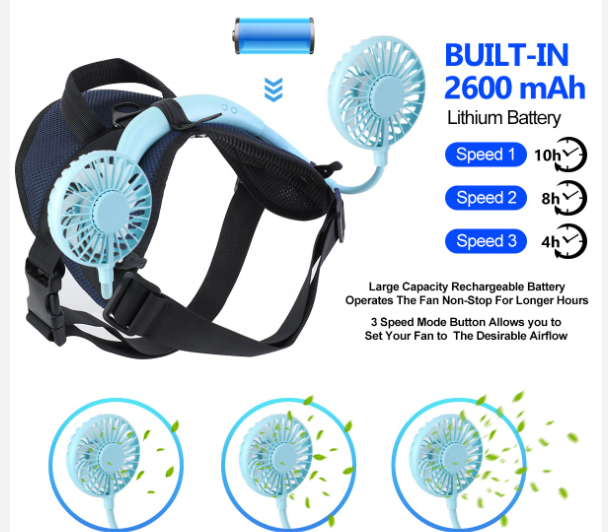 BUILT-IN
2600 mAh
Lithium Battery
Speed 1 10h
Speed 2 8h
Speed 3 4h
Large Capacity Rechargeable Battery
Operates The Fan Non-Stop For Longer Hours
3 Speed Mode Button Allows you to
Set Your Fan to The Desirable Airflow